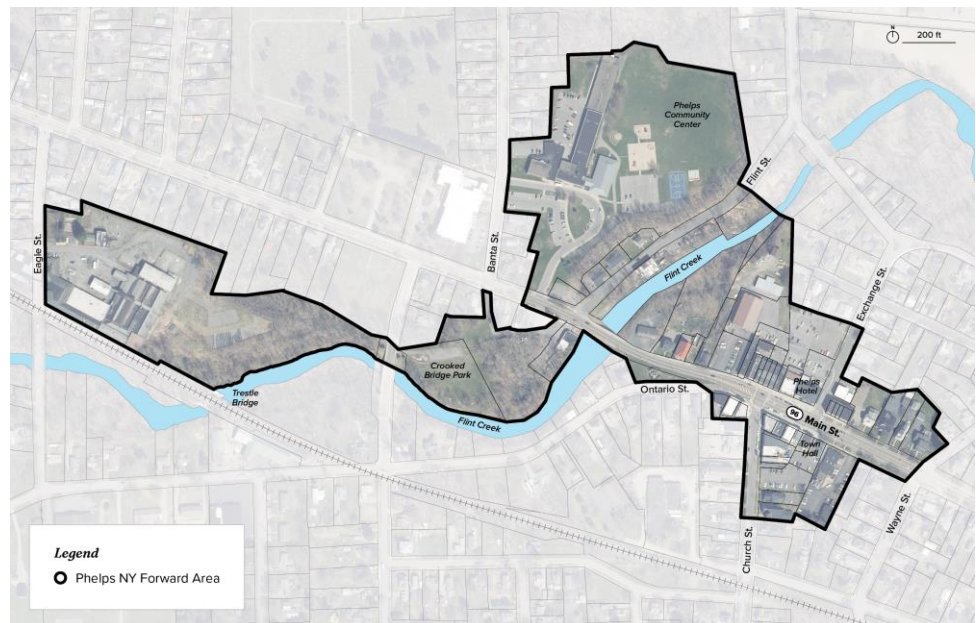 N
200 ft
Phelps
Community
Center
Flint St.
Eagle St.
Banta St.
Flint Creek
Exchange St.
Crooked
Bridge Park
Trestle
Bridge
Flint Creek
Ontario St.
Phelps
Hotel
96 Main St.
Town
Hall
Wayne St.
Church St.
Legend
Phelps NY Forward Area